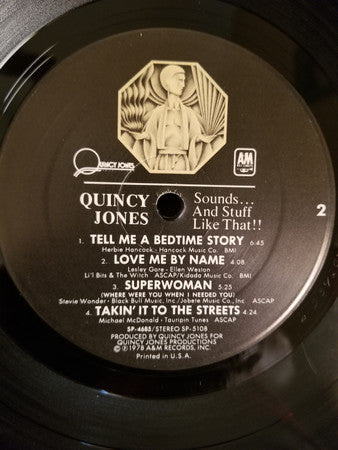 QUINCY JONES
AM
RECORDS
QUINCY
JONES
Sounds...
And Stuff
Like That!!
2
1. TELL ME A BEDTIME STORY 6:45
Herbie Hancock - Hancock Music Co. BMI
2. LOVE ME BY NAME 4:08
Lesley Gore - Ellen Weston
Li'l Bits & The Witch ASCAP/Kidada Music Co. BMI
3. SUPERWOMAN 5:25
(WHERE WERE YOU WHEN I NEEDED YOU)
Stevie Wonder - Black Bull Music, Inc/Jobete Music Co., Inc. ASCAP
4. TAKIN' IT TO THE STREETS 4:24
Michael McDonald - Tauripin Tunes ASCAP
SP-4685/STEREO SP-5108
PRODUCED BY QUINCY JONES FOR
QUINCY JONES PRODUCTIONS
© ℗ 1978 A&M RECORDS, INC.
Printed in U.S.A.